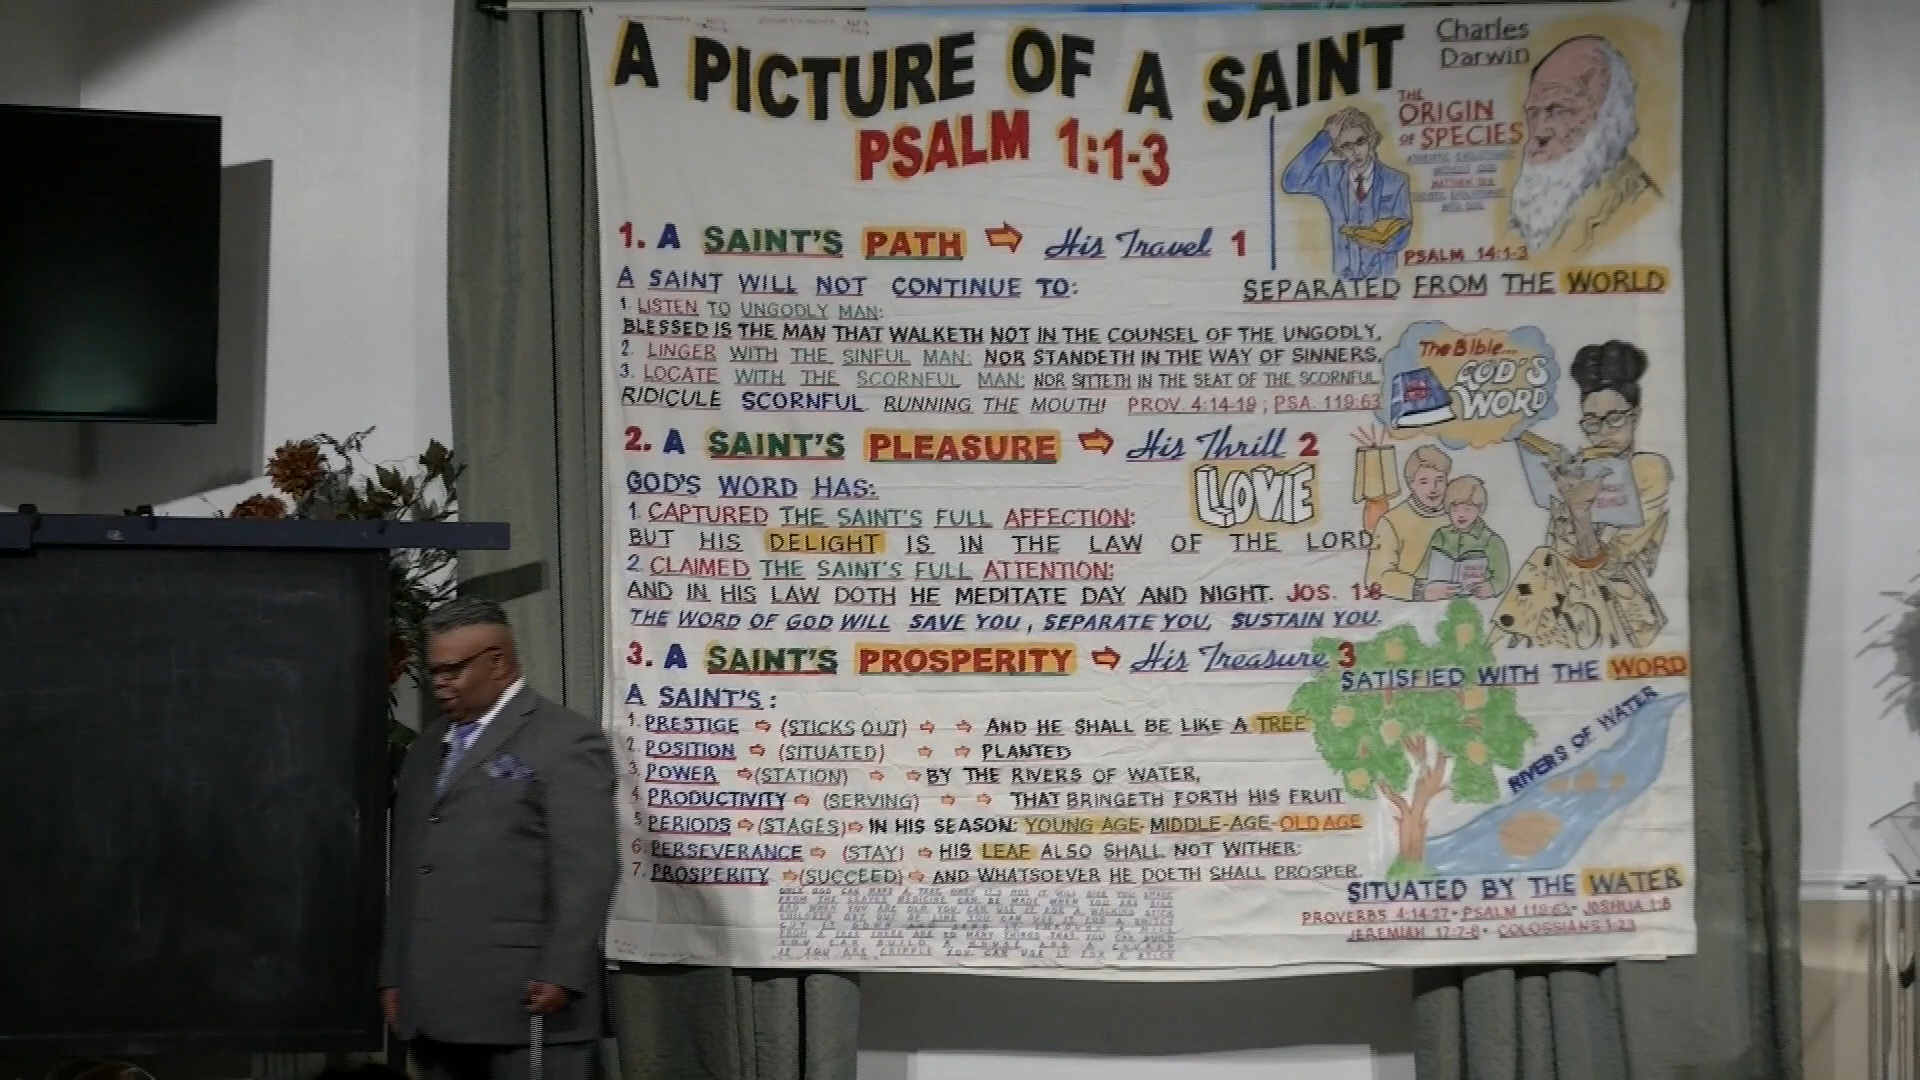 A PICTURE OF A SAINT
PSALM 1:1-3
Charles
Darwin
THE
ORIGIN
OF SPECIES
PSALM 14:1-3
SEPARATED FROM THE WORLD
1. A SAINT'S PATH ⇨ His Travel 1
A SAINT WILL NOT CONTINUE TO:
1. LISTEN TO UNGODLY MAN:
BLESSED IS THE MAN THAT WALKETH NOT IN THE COUNSEL OF THE UNGODLY,
2. LINGER WITH THE SINFUL MAN: NOR STANDETH IN THE WAY OF SINNERS,
3. LOCATE WITH THE SCORNFUL MAN: NOR SITTETH IN THE SEAT OF THE SCORNFUL
RIDICULE SCORNFUL RUNNING THE MOUTH! PROV. 4:14-19; PSA. 119:63
The Bible...
GOD'S
WORD
2. A SAINT'S PLEASURE ⇨ His Thrill 2
GOD'S WORD HAS:
LOVE
1. CAPTURED THE SAINT'S FULL AFFECTION:
BUT HIS DELIGHT IS IN THE LAW OF THE LORD;
2. CLAIMED THE SAINT'S FULL ATTENTION:
AND IN HIS LAW DOTH HE MEDITATE DAY AND NIGHT. JOS. 1:8
THE WORD OF GOD WILL SAVE YOU, SEPARATE YOU, SUSTAIN YOU.
3. A SAINT'S PROSPERITY ⇨ His Treasure 3
SATISFIED WITH THE WORD
A SAINT'S:
1. PRESTIGE ⇨ (STICKS OUT) ⇨ ⇨ AND HE SHALL BE LIKE A TREE
2. POSITION ⇨ (SITUATED) ⇨ ⇨ PLANTED
3. POWER ⇨ (STATION) ⇨ ⇨ BY THE RIVERS OF WATER,
4. PRODUCTIVITY ⇨ (SERVING) ⇨ ⇨ THAT BRINGETH FORTH HIS FRUIT
5. PERIODS ⇨ (STAGES) ⇨ IN HIS SEASON: YOUNG AGE- MIDDLE-AGE- OLD AGE
6. PERSEVERANCE ⇨ (STAY) ⇨ HIS LEAF ALSO SHALL NOT WITHER;
7. PROSPERITY ⇨ (SUCCEED) ⇨ AND WHATSOEVER HE DOETH SHALL PROSPER.
RIVERS OF WATER
SITUATED BY THE WATER
PROVERBS 4:14-27 • PSALM 119:63 • JOSHUA 1:8
JEREMIAH 17:7-8 • COLOSSIANS 1:23